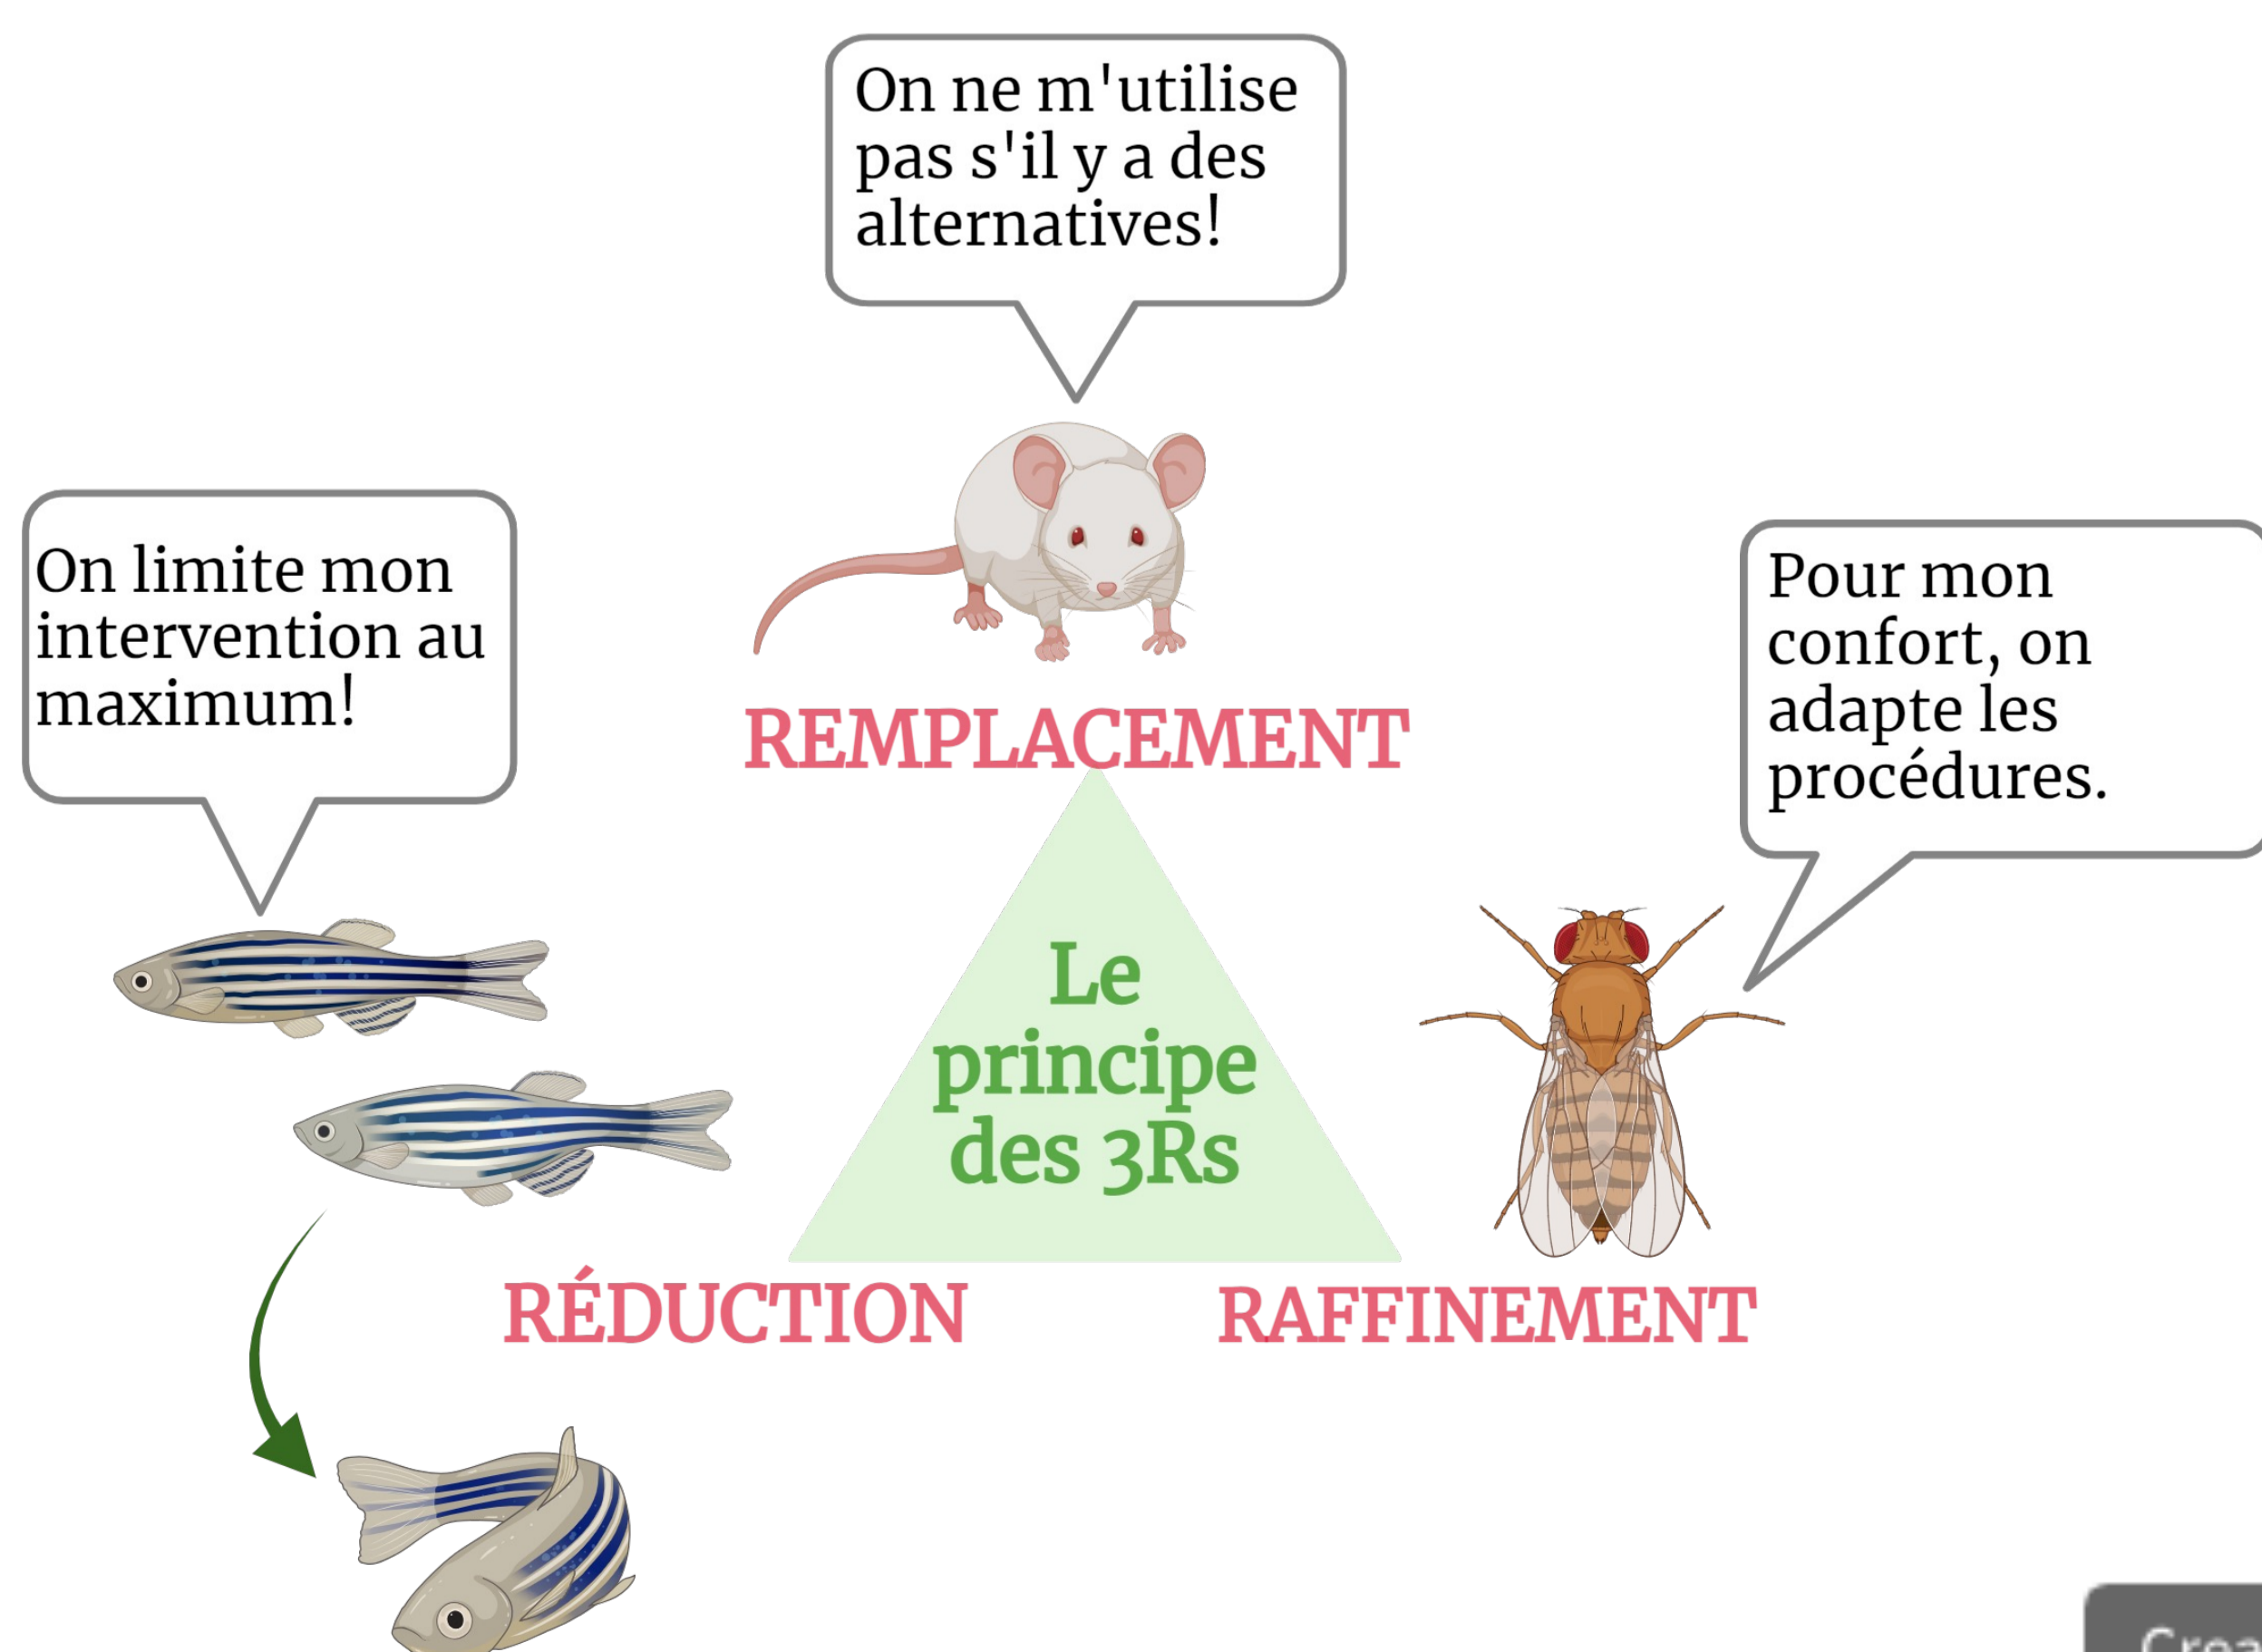 On ne m'utilise
pas s'il y a des
alternatives!
On limite mon
intervention au
maximum!
Pour mon
confort, on
adapte les
procédures.
REMPLACEMENT
Le
principe
des 3Rs
RÉDUCTION
RAFFINEMENT